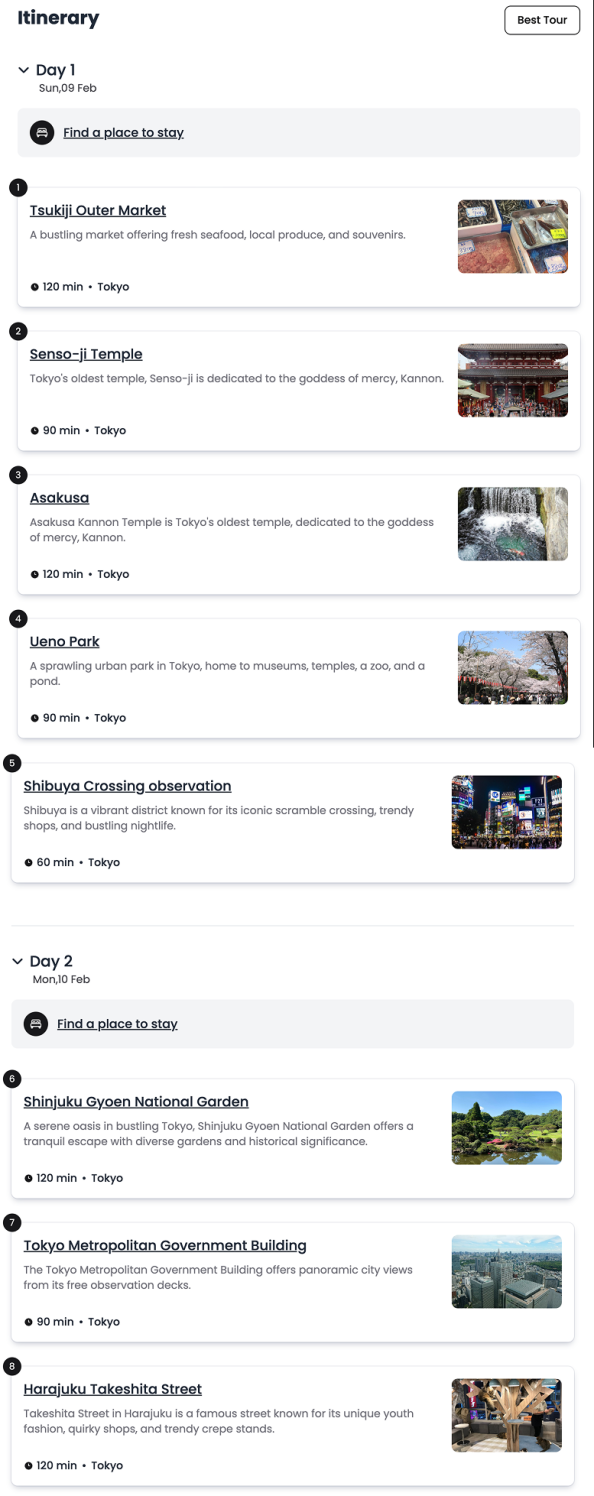 Itinerary
Best Tour
Day 1
Sun,09 Feb
Find a place to stay
1
Tsukiji Outer Market
A bustling market offering fresh seafood, local produce, and souvenirs.
120 min • Tokyo
2
Senso-ji Temple
Tokyo's oldest temple, Senso-ji is dedicated to the goddess of mercy, Kannon.
90 min • Tokyo
3
Asakusa
Asakusa Kannon Temple is Tokyo's oldest temple, dedicated to the goddess
of mercy, Kannon.
120 min • Tokyo
4
Ueno Park
A sprawling urban park in Tokyo, home to museums, temples, a zoo, and a
pond.
90 min • Tokyo
5
Shibuya Crossing observation
Shibuya is a vibrant district known for its iconic scramble crossing, trendy
shops, and bustling nightlife.
60 min • Tokyo
Day 2
Mon,10 Feb
Find a place to stay
6
Shinjuku Gyoen National Garden
A serene oasis in bustling Tokyo, Shinjuku Gyoen National Garden offers a
tranquil escape with diverse gardens and historical significance.
120 min • Tokyo
7
Tokyo Metropolitan Government Building
The Tokyo Metropolitan Government Building offers panoramic city views
from its free observation decks.
90 min • Tokyo
8
Harajuku Takeshita Street
Takeshita Street in Harajuku is a famous street known for its unique youth
fashion, quirky shops, and trendy crepe stands.
120 min • Tokyo